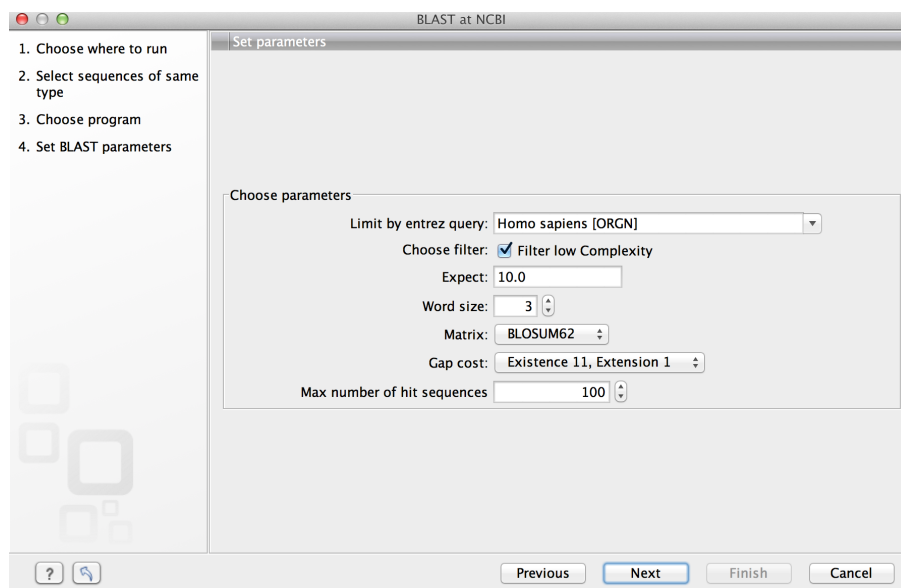 BLAST at NCBI
1. Choose where to run
2. Select sequences of same
type
3. Choose program
4. Set BLAST parameters
Set parameters
Choose parameters
Limit by entrez query: Homo sapiens [ORGN]
Choose filter: Filter low Complexity
Expect: 10.0
Word size: 3
Matrix: BLOSUM62
Gap cost: Existence 11, Extension 1
Max number of hit sequences 100
? Previous Next Finish Cancel